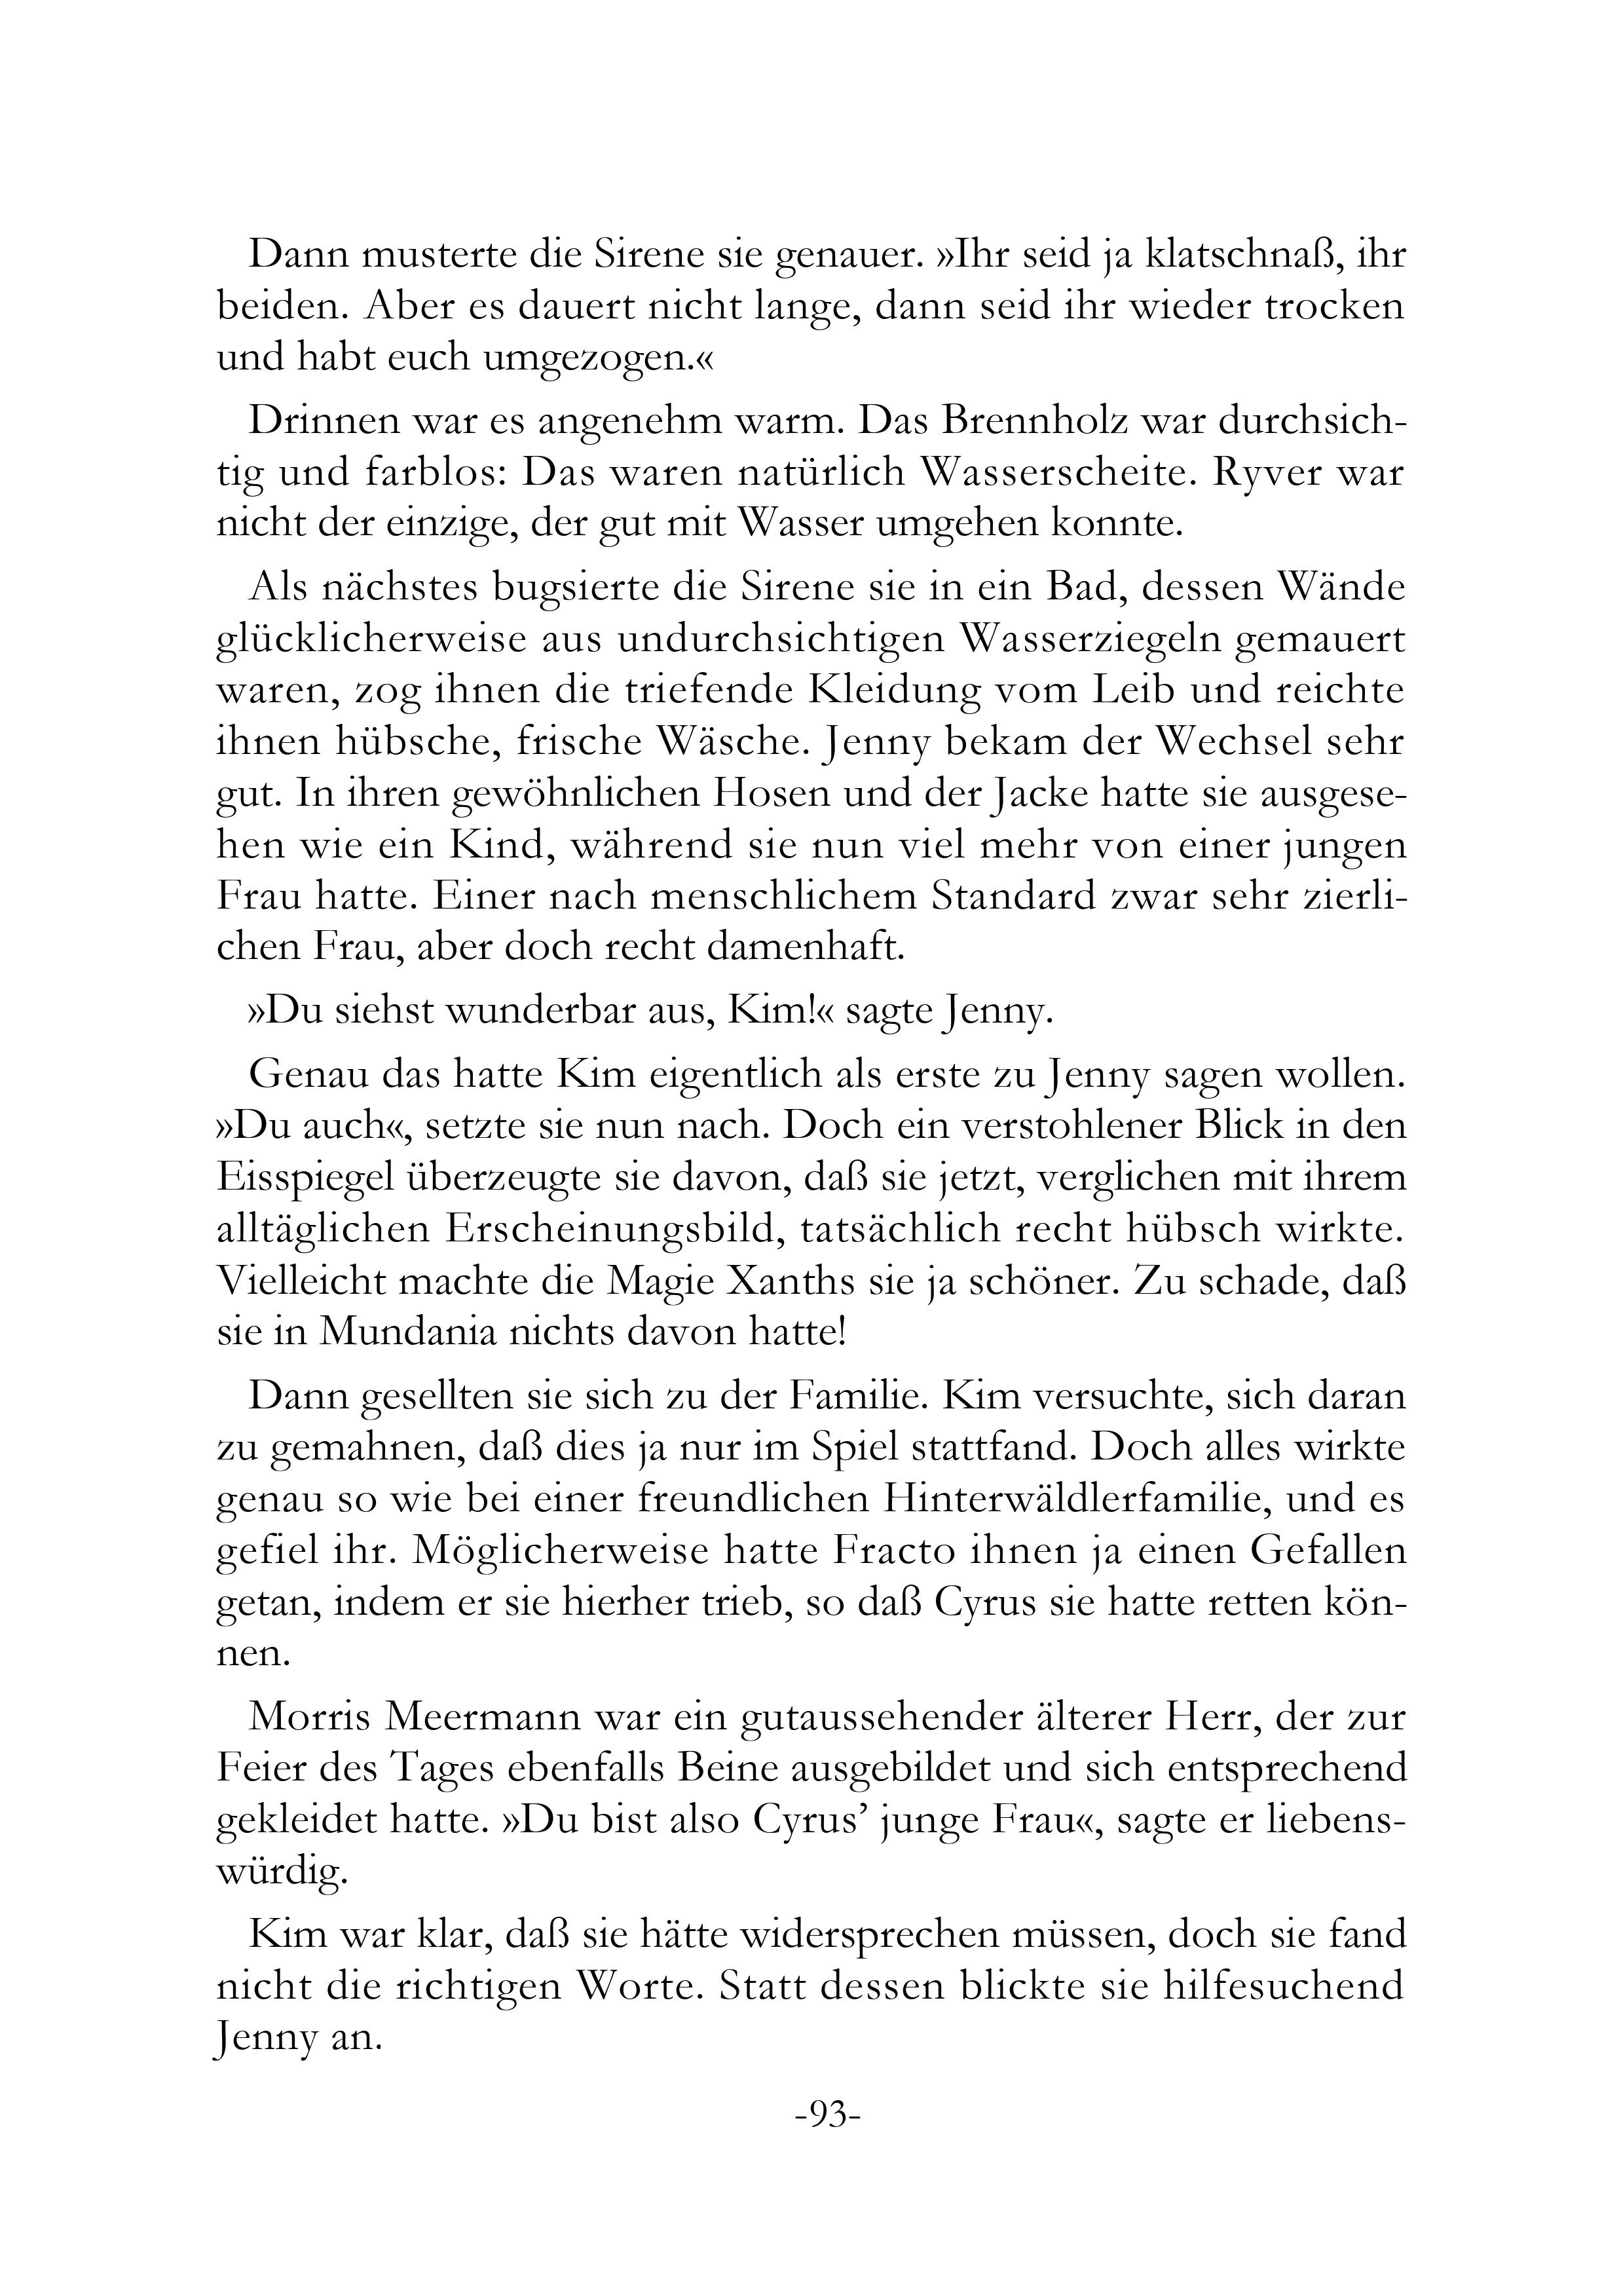 Dann musterte die Sirene sie genauer. »Ihr seid ja klatschnaß, ihr
beiden. Aber es dauert nicht lange, dann seid ihr wieder trocken
und habt euch umgezogen.«
Drinnen war es angenehm warm. Das Brennholz war durchsich-
tig und farblos: Das waren natürlich Wasserscheite. Ryver war
nicht der einzige, der gut mit Wasser umgehen konnte.
Als nächstes bugsierte die Sirene sie in ein Bad, dessen Wände
glücklicherweise aus undurchsichtigen Wasserziegeln gemauert
waren, zog ihnen die triefende Kleidung vom Leib und reichte
ihnen hübsche, frische Wäsche. Jenny bekam der Wechsel sehr
gut. In ihren gewöhnlichen Hosen und der Jacke hatte sie ausgese-
hen wie ein Kind, während sie nun viel mehr von einer jungen
Frau hatte. Einer nach menschlichem Standard zwar sehr zierli-
chen Frau, aber doch recht damenhaft.
»Du siehst wunderbar aus, Kim!« sagte Jenny.
Genau das hatte Kim eigentlich als erste zu Jenny sagen wollen.
»Du auch«, setzte sie nun nach. Doch ein verstohlener Blick in den
Eisspiegel überzeugte sie davon, daß sie jetzt, verglichen mit ihrem
alltäglichen Erscheinungsbild, tatsächlich recht hübsch wirkte.
Vielleicht machte die Magie Xanths sie ja schöner. Zu schade, daß
sie in Mundania nichts davon hatte!
Dann gesellten sie sich zu der Familie. Kim versuchte, sich daran
zu gemahnen, daß dies ja nur im Spiel stattfand. Doch alles wirkte
genau so wie bei einer freundlichen Hinterwäldlerfamilie, und es
gefiel ihr. Möglicherweise hatte Fracto ihnen ja einen Gefallen
getan, indem er sie hierher trieb, so daß Cyrus sie hatte retten kön-
nen.
Morris Meermann war ein gutaussehender älterer Herr, der zur
Feier des Tages ebenfalls Beine ausgebildet und sich entsprechend
gekleidet hatte. »Du bist also Cyrus’ junge Frau«, sagte er liebens-
würdig.
Kim war klar, daß sie hätte widersprechen müssen, doch sie fand
nicht die richtigen Worte. Statt dessen blickte sie hilfesuchend
Jenny an.
-93-